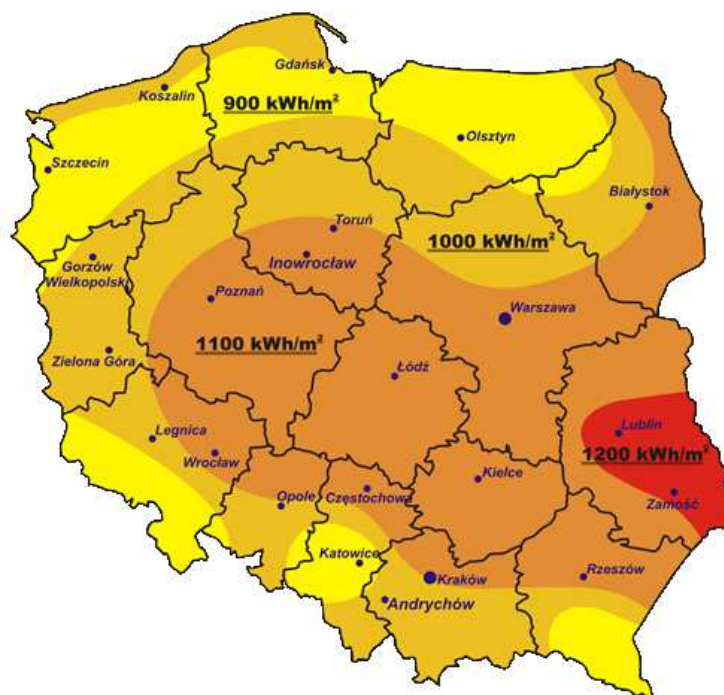 Gdańsk
Koszalin
900 kWh/m²
Olsztyn
Szczecin
Białystok
Toruń
1000 kWh/m²
Gorzów
Wielkopolski
Inowrocław
Poznań
Warszawa
1100 kWh/m²
Zielona Góra
Łódź
Legnica
Lublin
Wrocław
1200 kWh/m²
Kielce
Opole
Częstochowa
Zamość
Katowice
Kraków
Rzeszów
Andrychów